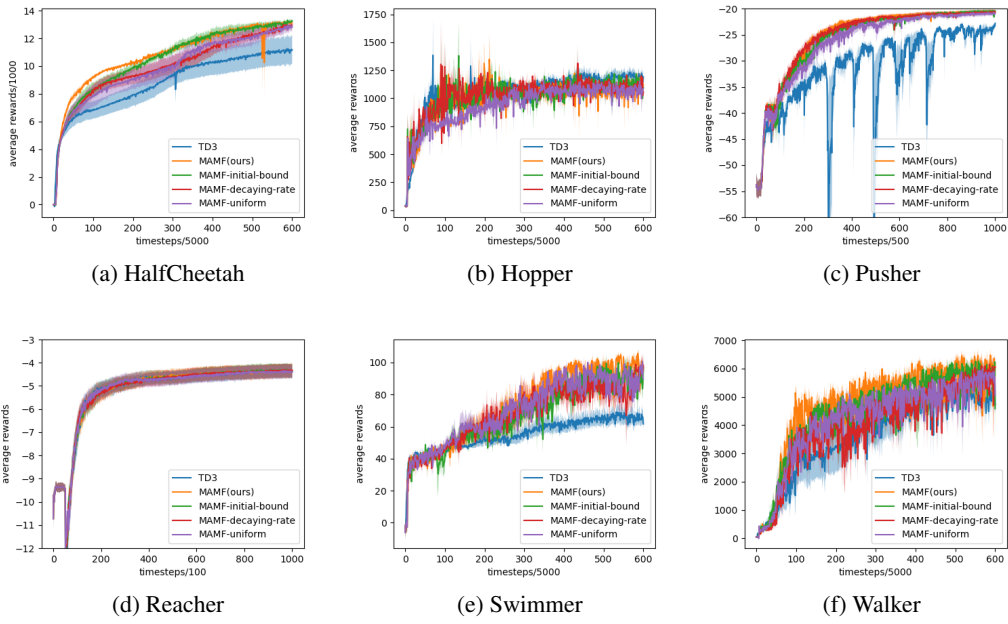 14
12
10
8
6
4
2
0
average rewards/1000
0 100 200 300 400 500 600
timesteps/5000
TD3
MAMF(ours)
MAMF-initial-bound
MAMF-decaying-rate
MAMF-uniform
(a) HalfCheetah
1750
1500
1250
1000
750
500
250
0
average rewards
0 100 200 300 400 500 600
timesteps/5000
TD3
MAMF(ours)
MAMF-initial-bound
MAMF-decaying-rate
MAMF-uniform
(b) Hopper
−20
−25
−30
−35
−40
−45
−50
−55
−60
average rewards
0 200 400 600 800 1000
timesteps/500
TD3
MAMF(ours)
MAMF-initial-bound
MAMF-decaying-rate
MAMF-uniform
(c) Pusher
−3
−4
−5
−6
−7
−8
−9
−10
−11
−12
average rewards
0 200 400 600 800 1000
timesteps/100
TD3
MAMF(ours)
MAMF-initial-bound
MAMF-decaying-rate
MAMF-uniform
(d) Reacher
100
80
60
40
20
0
average rewards
0 100 200 300 400 500 600
timesteps/5000
TD3
MAMF(ours)
MAMF-initial-bound
MAMF-decaying-rate
MAMF-uniform
(e) Swimmer
7000
6000
5000
4000
3000
2000
1000
0
average rewards
0 100 200 300 400 500 600
timesteps/5000
TD3
MAMF(ours)
MAMF-initial-bound
MAMF-decaying-rate
MAMF-uniform
(f) Walker